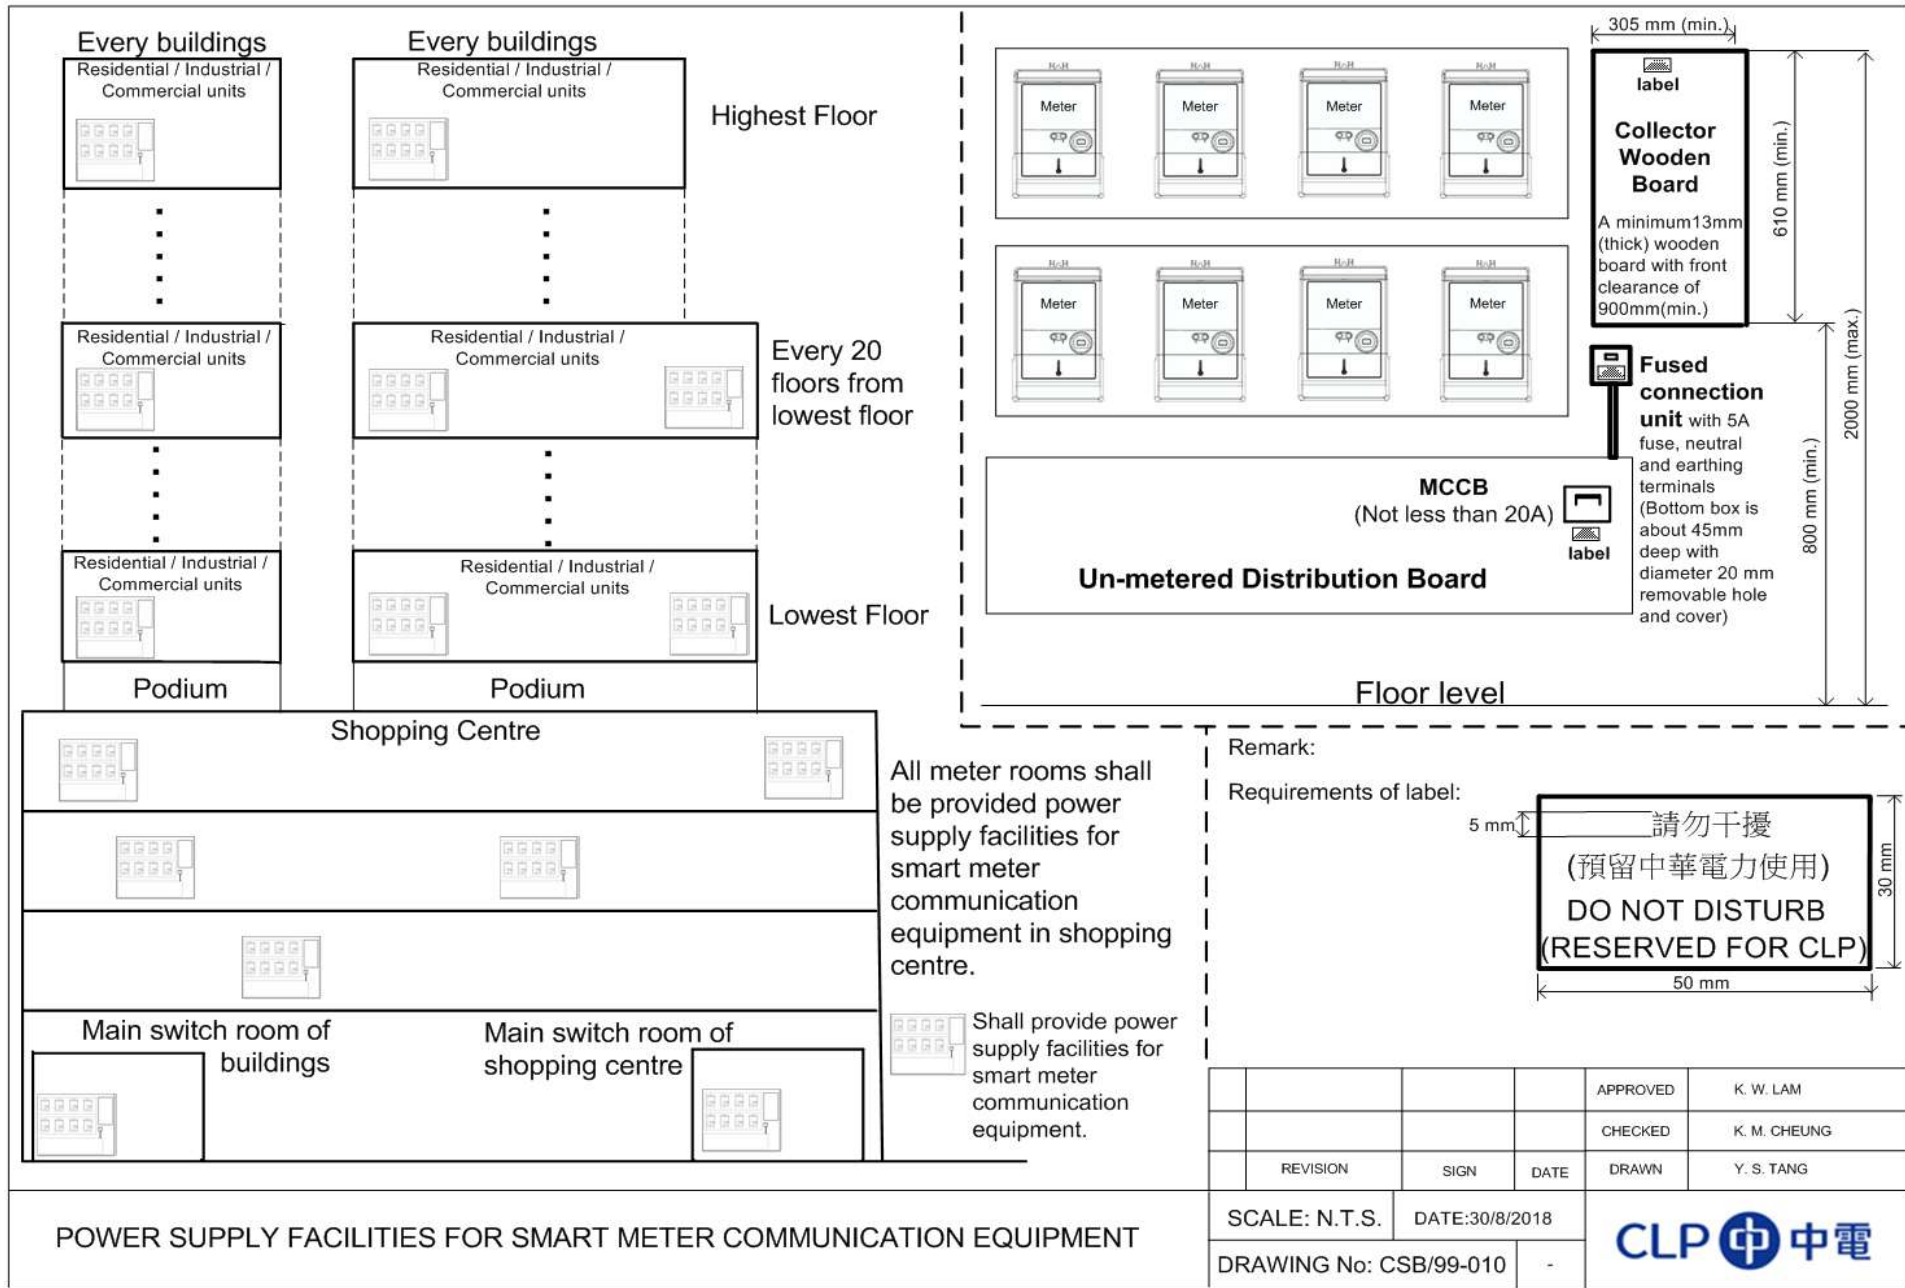 Every buildings
Residential / Industrial /
Commercial units
Every buildings
Residential / Industrial /
Commercial units
Highest Floor
Residential / Industrial /
Commercial units
Residential / Industrial /
Commercial units
Every 20
floors from
lowest floor
Residential / Industrial /
Commercial units
Residential / Industrial /
Commercial units
Lowest Floor
Podium
Podium
Shopping Centre
All meter rooms shall
be provided power
supply facilities for
smart meter
communication
equipment in shopping
centre.
Main switch room of
buildings
Main switch room of
shopping centre
Shall provide power
supply facilities for
smart meter
communication
equipment.
Meter
Meter
Meter
Meter
Meter
Meter
Meter
Meter
305 mm (min.)
label
Collector
Wooden
Board
A minimum13mm
(thick) wooden
board with front
clearance of
900mm(min.)
610 mm (min.)
2000 mm (max.)
800 mm (min.)
Fused
connection
unit with 5A
fuse, neutral
and earthing
terminals
(Bottom box is
about 45mm
deep with
diameter 20 mm
removable hole
and cover)
MCCB
(Not less than 20A)
label
Un-metered Distribution Board
Floor level
Remark:
Requirements of label:
5 mm
請勿干擾
(預留中華電力使用)
DO NOT DISTURB
(RESERVED FOR CLP)
30 mm
50 mm
APPROVED K. W. LAM
CHECKED K. M. CHEUNG
REVISION SIGN DATE DRAWN Y. S. TANG
POWER SUPPLY FACILITIES FOR SMART METER COMMUNICATION EQUIPMENT
SCALE: N.T.S. DATE:30/8/2018
DRAWING No: CSB/99-010 -
CLP 中電